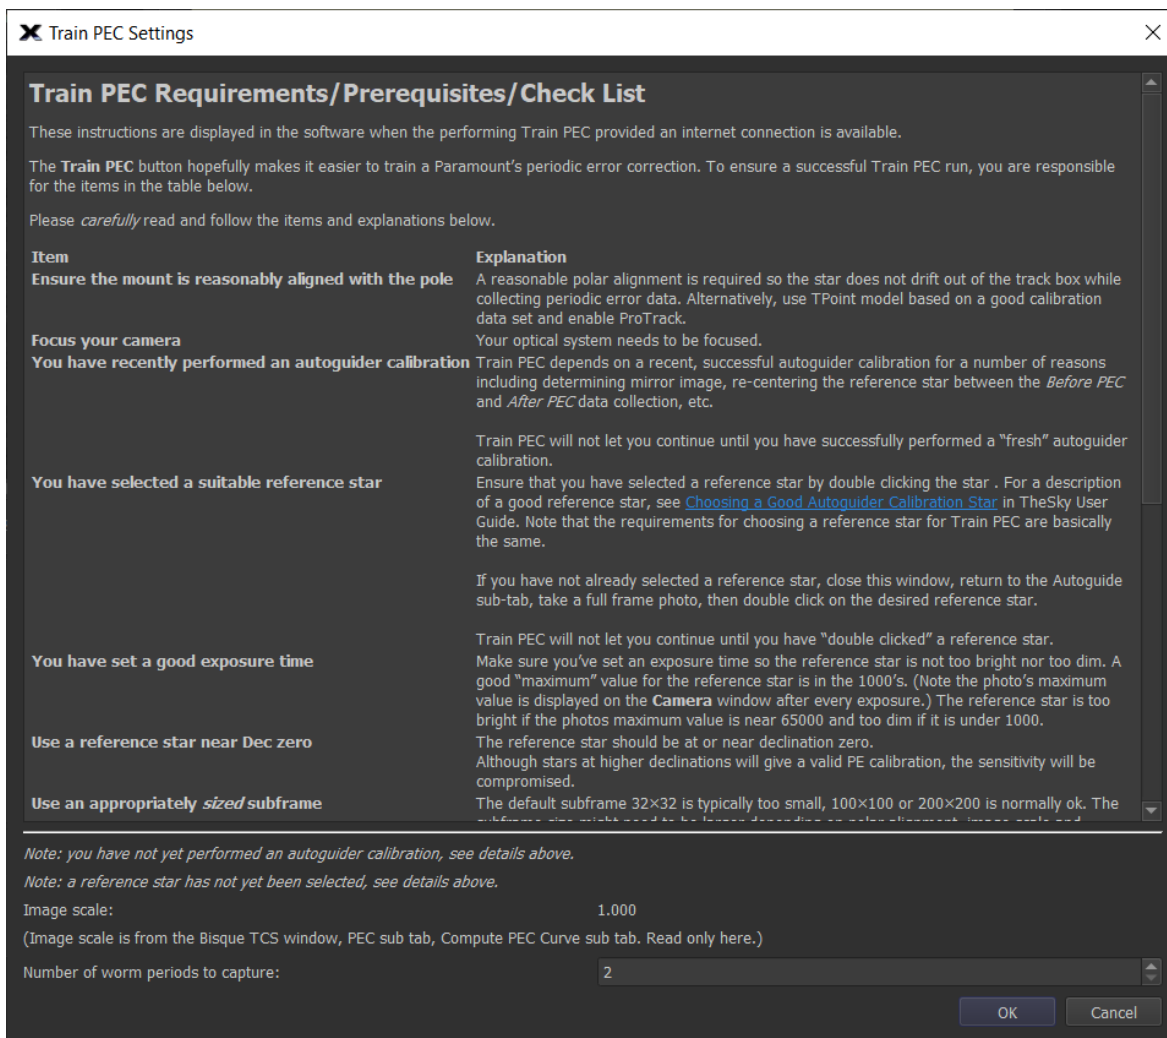 Train PEC Settings
Train PEC Requirements/Prerequisites/Check List
These instructions are displayed in the software when the performing Train PEC provided an internet connection is available.
The Train PEC button hopefully makes it easier to train a Paramount's periodic error correction. To ensure a successful Train PEC run, you are responsible
for the items in the table below.
Please carefully read and follow the items and explanations below.
Item Explanation
Ensure the mount is reasonably aligned with the pole A reasonable polar alignment is required so the star does not drift out of the track box while
collecting periodic error data. Alternatively, use TPoint model based on a good calibration
data set and enable ProTrack.
Focus your camera Your optical system needs to be focused.
You have recently performed an autoguider calibration Train PEC depends on a recent, successful autoguider calibration for a number of reasons
including determining mirror image, re-centering the reference star between the Before PEC
and After PEC data collection, etc.
Train PEC will not let you continue until you have successfully performed a "fresh" autoguider
calibration.
You have selected a suitable reference star Ensure that you have selected a reference star by double clicking the star . For a description
of a good reference star, see Choosing a Good Autoguider Calibration Star in TheSky User
Guide. Note that the requirements for choosing a reference star for Train PEC are basically
the same.
If you have not already selected a reference star, close this window, return to the Autoguide
sub-tab, take a full frame photo, then double click on the desired reference star.
Train PEC will not let you continue until you have "double clicked" a reference star.
You have set a good exposure time Make sure you've set an exposure time so the reference star is not too bright nor too dim. A
good "maximum" value for the reference star is in the 1000's. (Note the photo's maximum
value is displayed on the Camera window after every exposure.) The reference star is too
bright if the photos maximum value is near 65000 and too dim if it is under 1000.
Use a reference star near Dec zero The reference star should be at or near declination zero.
Although stars at higher declinations will give a valid PE calibration, the sensitivity will be
compromised.
Use an appropriately sized subframe The default subframe 32×32 is typically too small, 100×100 or 200×200 is normally ok. The
Note: you have not yet performed an autoguider calibration, see details above.
Note: a reference star has not yet been selected, see details above.
Image scale: 1.000
(Image scale is from the Bisque TCS window, PEC sub tab, Compute PEC Curve sub tab. Read only here.)
Number of worm periods to capture: 2
OK Cancel